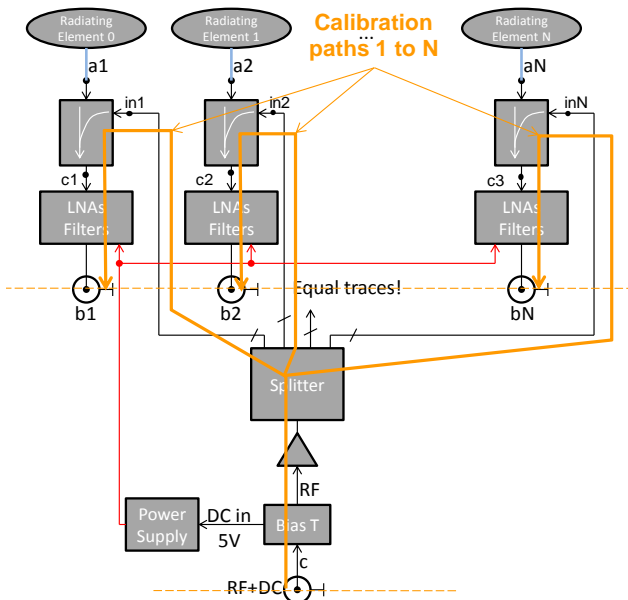 Radiating
Element 0
Radiating
Element 1
Calibration
...
paths 1 to N
Radiating
Element N
a1
a2
aN
in1
in2
inN
c1
c2
c3
LNAs
Filters
LNAs
Filters
LNAs
Filters
b1
b2
Equal traces!
bN
Splitter
RF
Power
Supply
DC in
5V
Bias T
c
RF+DC